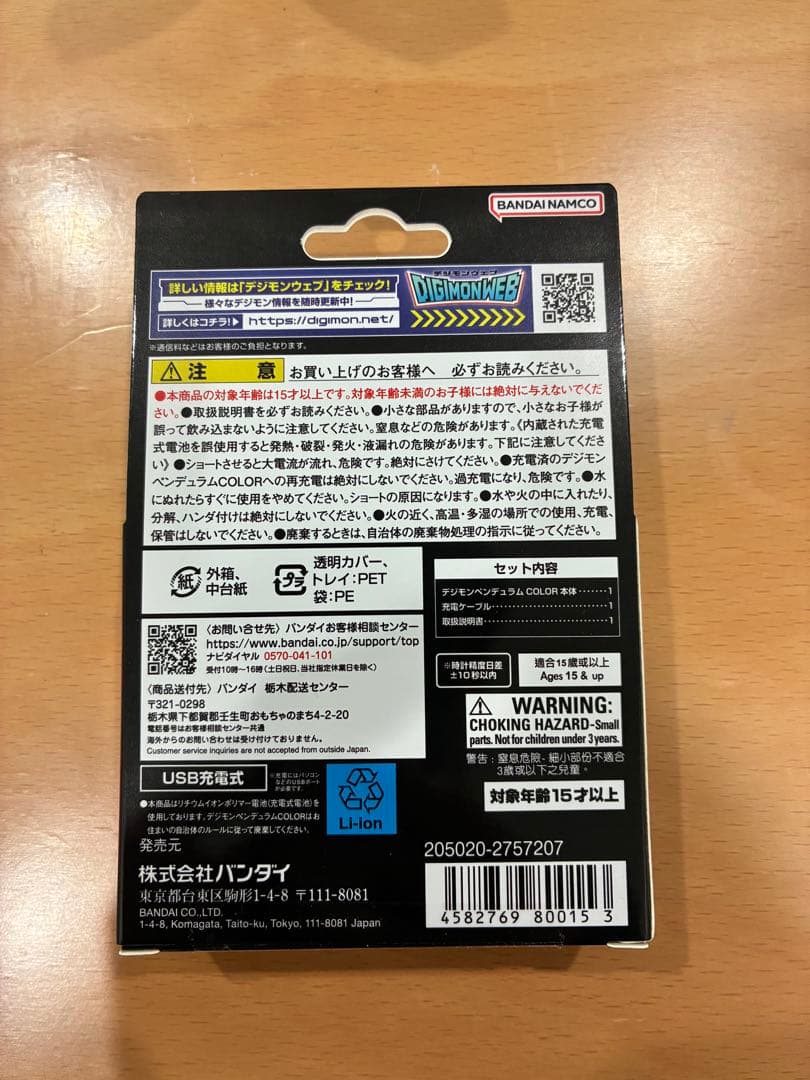 BANDAI NAMCO
詳しい情報は「デジモンウェブ」をチェック!
様々なデジモン情報を随時更新中!
詳しくはコチラ!▶ https://digimon.net/
デジモンウェブ
DIGIMONWEB
※通信料などはお客様のご負担となります。
注 意 お買い上げのお客様へ 必ずお読みください。
●本商品の対象年齢は15才以上です。対象年齢未満のお子様には絶対に与えないでくだ
さい。●取扱説明書を必ずお読みください。●小さな部品がありますので、小さなお子様が
誤って飲み込まないように注意してください。窒息などの危険があります。《内蔵された充電
式電池を誤使用すると発熱・破裂・発火・液漏れの危険があります。下記に注意してくださ
い》●ショートさせると大電流が流れ、危険です。絶対にさけてください。●充電済のデジモン
ペンデュラムCOLORへの再充電は絶対にしないでください。過充電になり、危険です。●水
にぬれたらすぐに使用をやめてください。ショートの原因になります。●水や火の中に入れたり、
分解、ハンダ付けは絶対にしないでください。●火の近く、高温・多湿の場所での使用、充電、
保管はしないでください。●廃棄するときは、自治体の廃棄物処理の指示に従ってください。
紙 外箱、
中台紙
プラ 透明カバー、
トレイ:PET
袋:PE
セット内容
デジモンペンデュラム COLOR 本体·······1
充電ケーブル·······1
取扱説明書·······1
〈お問い合せ先〉バンダイお客様相談センター
https://www.bandai.co.jp/support/top
ナビダイヤル 0570-041-101
受付10時〜16時(土日祝日、当社指定休業日を除く)
〈商品送付先〉バンダイ 栃木配送センター
〒321-0298
栃木県下都賀郡壬生町おもちゃのまち4-2-20
電話番号はお客様相談センター共通
海外からのお問い合わせは受け付けておりません。
Customer service inquiries are not accepted from outside Japan.
※時計精度日差
±10秒以内
適合15歲或以上
Ages 15 & up
WARNING:
CHOKING HAZARD-Small
parts. Not for children under 3 years.
警告:窒息危險-細小部份不適合
3歲或以下之兒童。
対象年齢15才以上
USB充電式
※充電にはパソコン
などのUSBポート
が必要です。
●本商品はリチウムイオンポリマー電池(充電式電池)を
使用しております。デジモンペンデュラムCOLORはお
住まいの自治体のルールに従って廃棄してください。
Li-ion
発売元
株式会社バンダイ
東京都台東区駒形1-4-8 〒111-8081
BANDAI CO.,LTD.
1-4-8, Komagata, Taito-ku, Tokyo, 111-8081 Japan
205020-2757207
4582769 80015 3